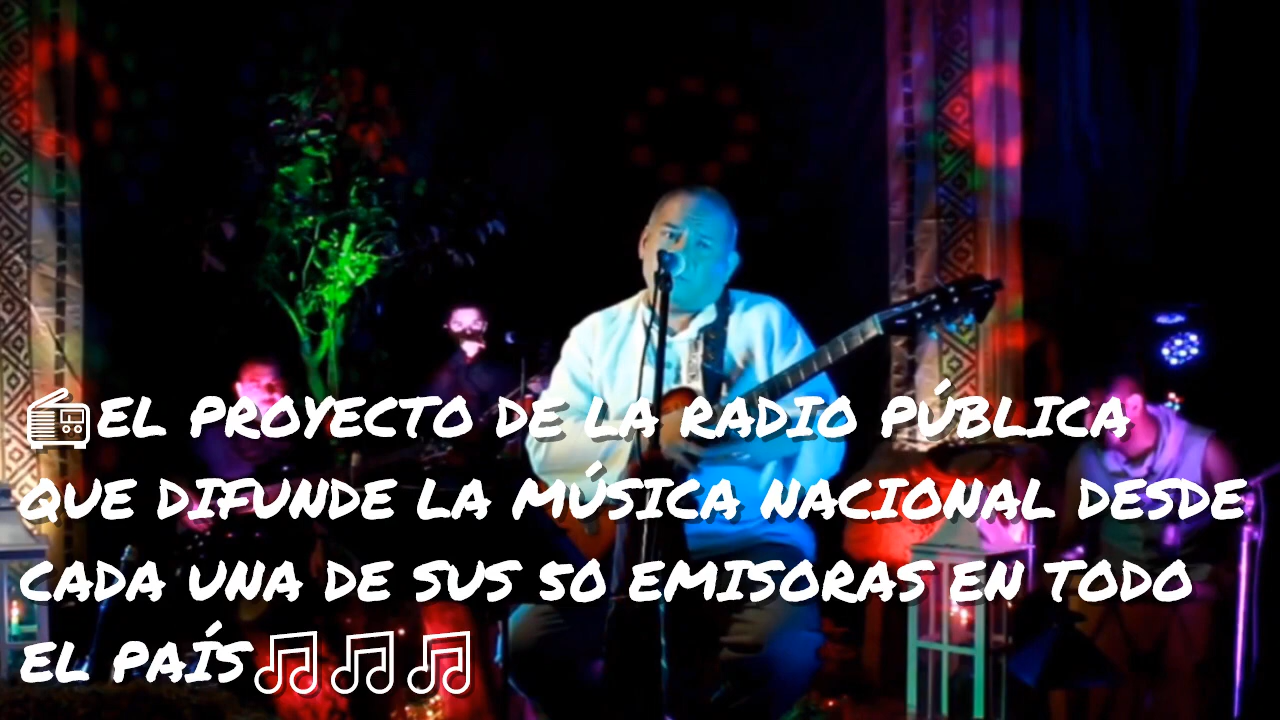 📻EL PROYECTO DE LA RADIO PÚBLICA
QUE DIFUNDE LA MÚSICA NACIONAL DESDE
CADA UNA DE SUS 50 EMISORAS EN TODO
EL PAÍS🎵🎵🎵